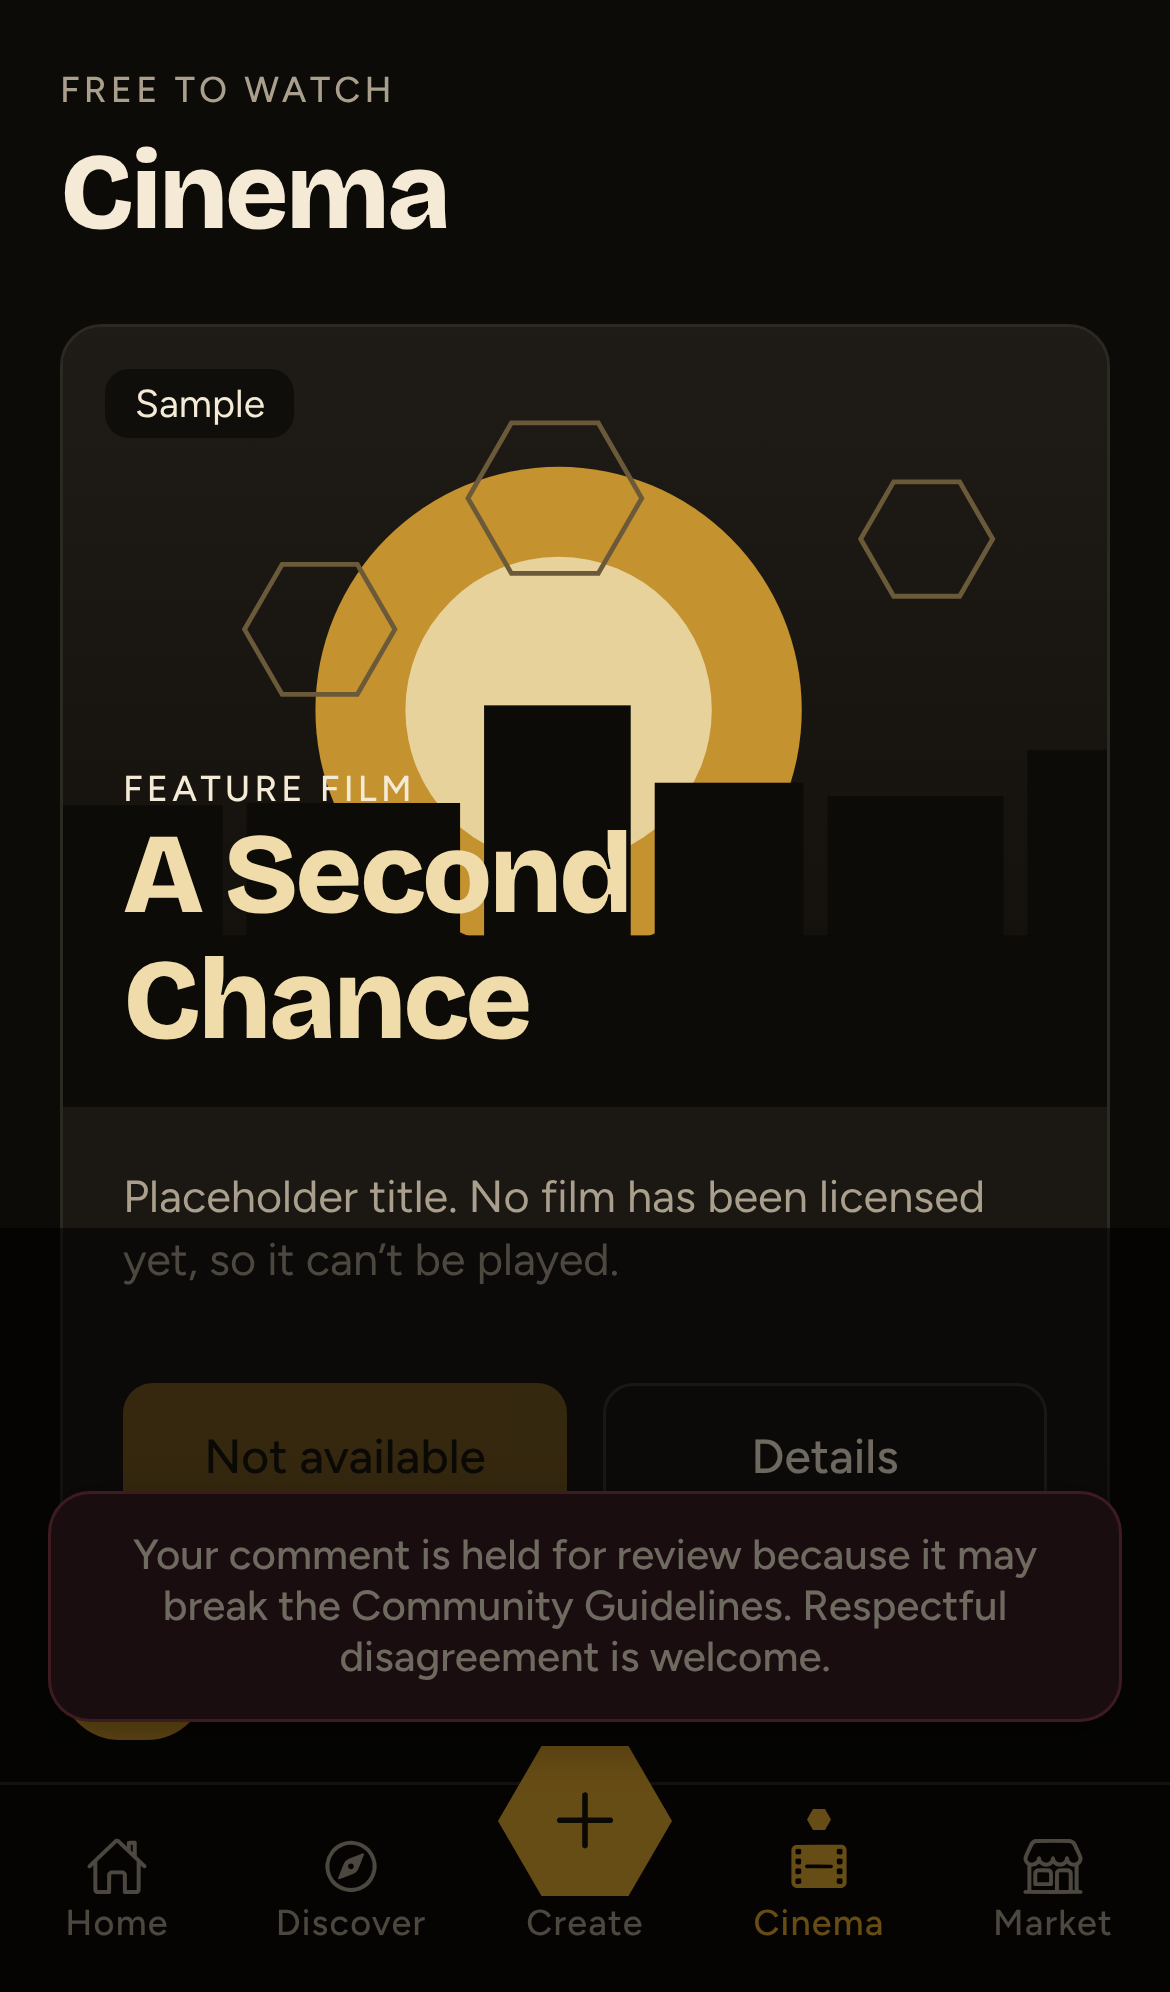 FREE TO WATCH
Cinema
Sample
FEATURE FILM
A Second
Chance
Placeholder title. No film has been licensed
yet, so it can’t be played.
Not available
Details
Your comment is held for review because it may
break the Community Guidelines. Respectful
disagreement is welcome.
Home
Discover
Create
Cinema
Market